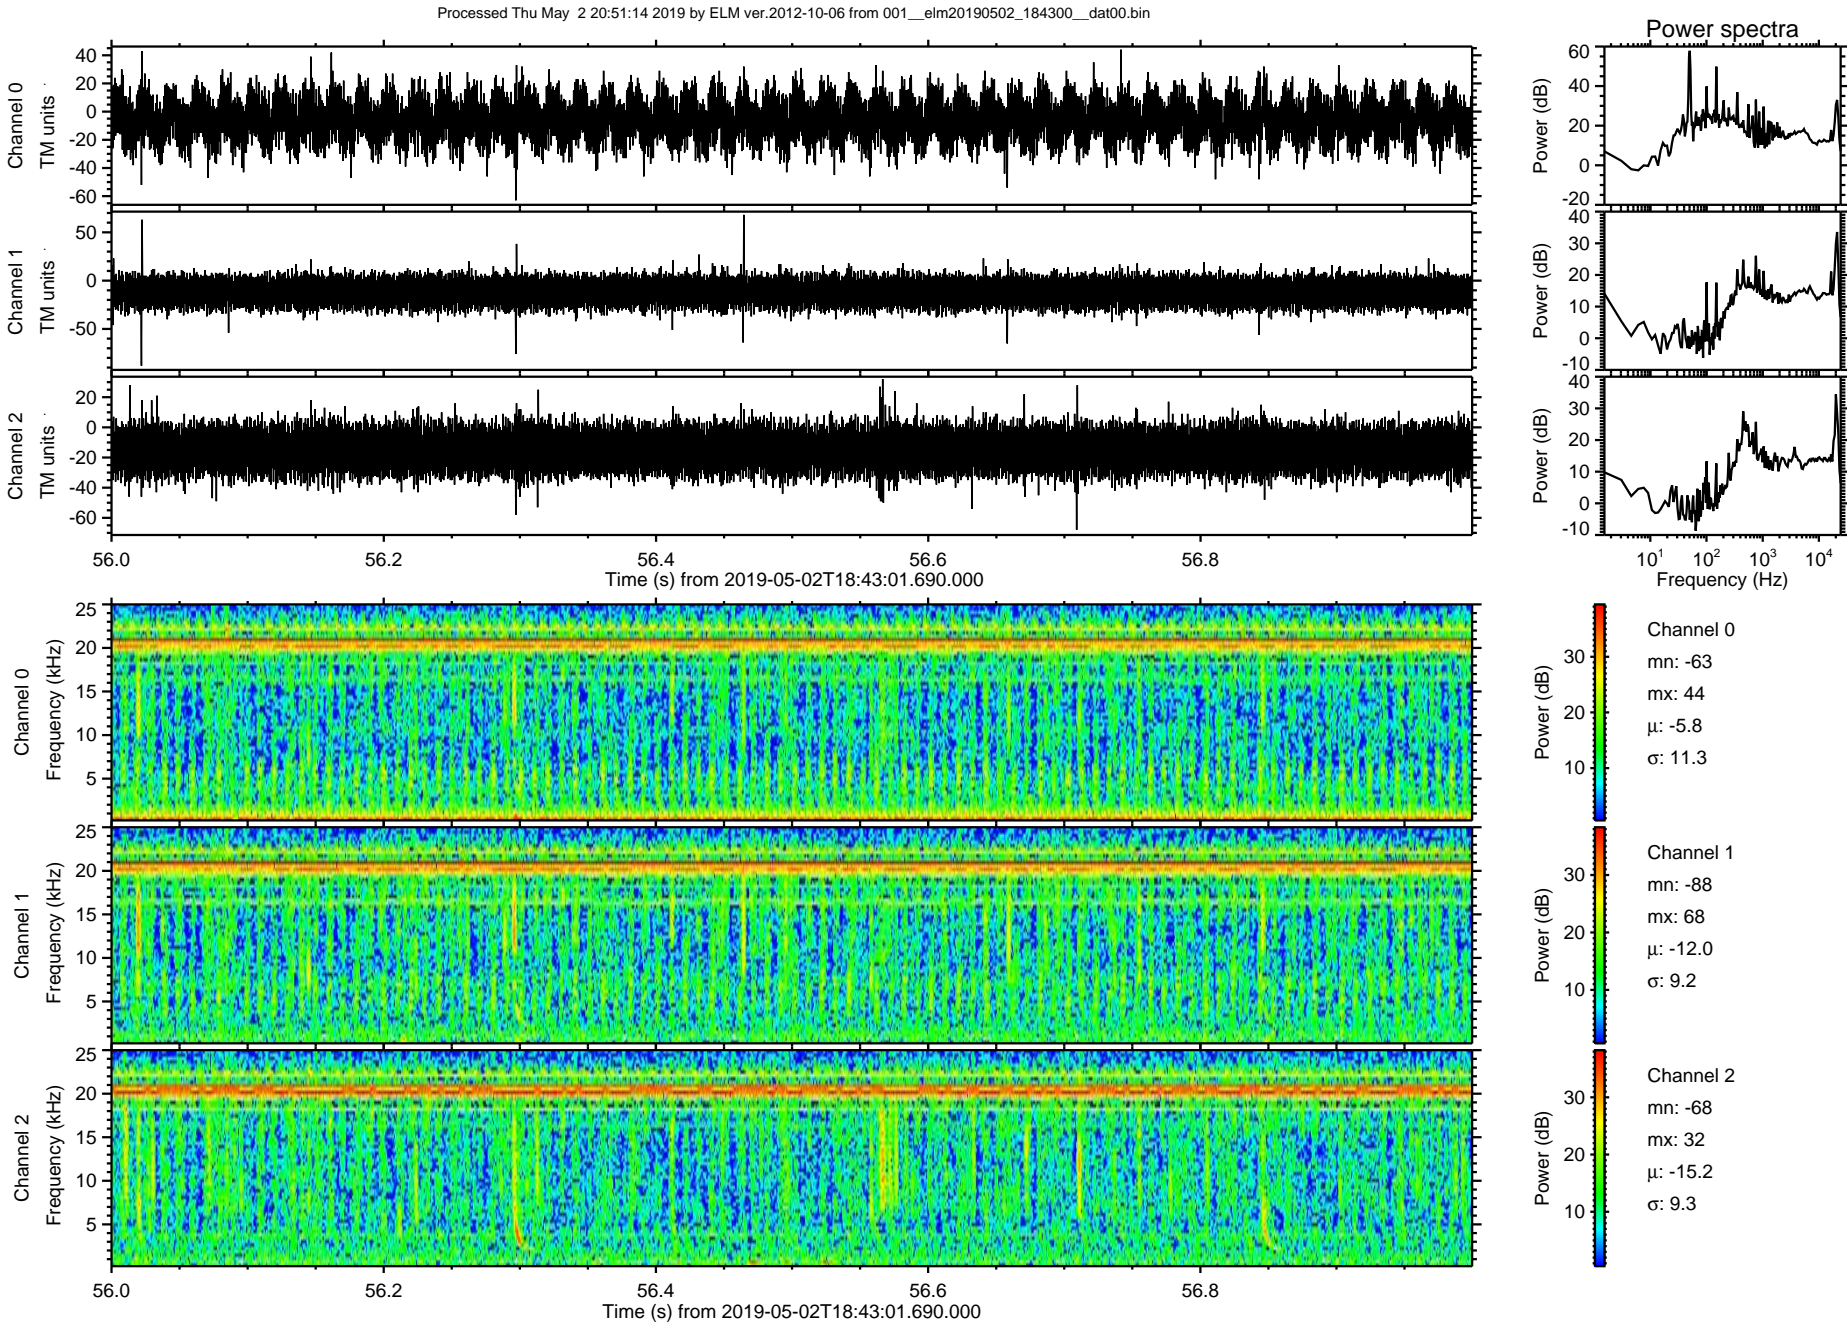 Processed Thu May  2 20:51:14 2019 by ELM ver.2012-10-06 from 001__elm20190502_184300__dat00.bin
Power spectra
Channel 0
TM units
40
20
0
-20
-40
-60
Power (dB)
60
40
20
0
-20
Channel 1
TM units
50
0
-50
Power (dB)
40
30
20
10
0
-10
Channel 2
TM units
20
0
-20
-40
-60
Power (dB)
40
30
20
10
0
-10
56.0 56.2 56.4 56.6 56.8
Time (s) from 2019-05-02T18:43:01.690.000
10^1 10^2 10^3 10^4
Frequency (Hz)
Channel 0
Frequency (kHz)
25
20
15
10
5
Power (dB)
30
20
10
Channel 0
mn: -63
mx: 44
μ: -5.8
σ: 11.3
Channel 1
Frequency (kHz)
25
20
15
10
5
Power (dB)
30
20
10
Channel 1
mn: -88
mx: 68
μ: -12.0
σ: 9.2
Channel 2
Frequency (kHz)
25
20
15
10
5
Power (dB)
30
20
10
Channel 2
mn: -68
mx: 32
μ: -15.2
σ: 9.3
56.0 56.2 56.4 56.6 56.8
Time (s) from 2019-05-02T18:43:01.690.000